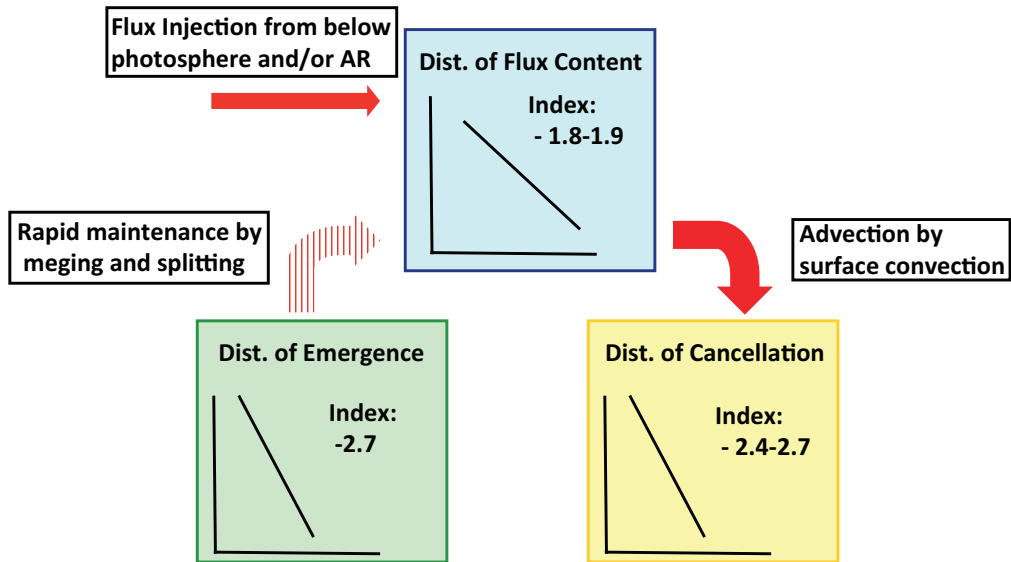 Flux Injection from below
photosphere and/or AR
Dist. of Flux Content
Index:
- 1.8-1.9
Rapid maintenance by
meging and splitting
Advection by
surface convection
Dist. of Emergence
Index:
-2.7
Dist. of Cancellation
Index:
- 2.4-2.7